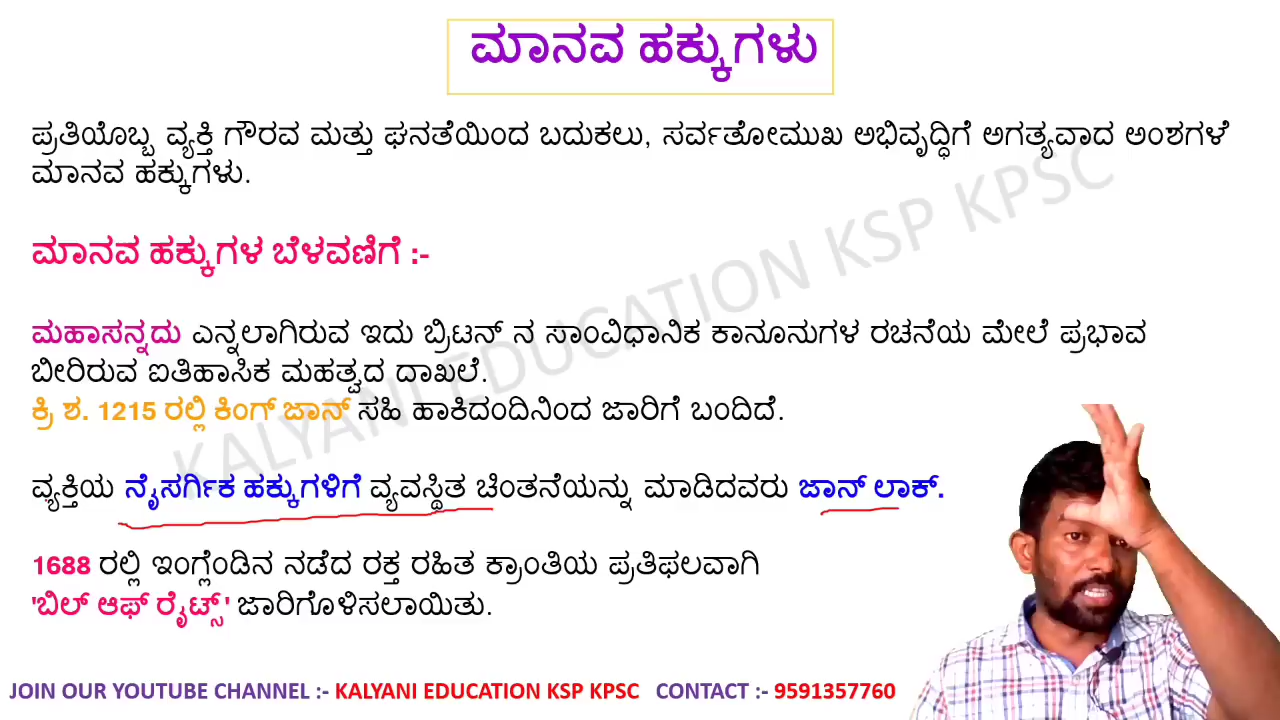 ಮಾನವ ಹಕ್ಕುಗಳು
ಪ್ರತಿಯೊಬ್ಬ ವ್ಯಕ್ತಿ ಗೌರವ ಮತ್ತು ಘನತೆಯಿಂದ ಬದುಕಲು, ಸರ್ವತೋಮುಖ ಅಭಿವೃದ್ಧಿಗೆ ಅಗತ್ಯವಾದ ಅಂಶಗಳೆ
ಮಾನವ ಹಕ್ಕುಗಳು.
ಮಾನವ ಹಕ್ಕುಗಳ ಬೆಳವಣಿಗೆ :-
ಮಹಾಸನ್ನದು ಎನ್ನಲಾಗಿರುವ ಇದು ಬ್ರಿಟನ್ ನ ಸಾಂವಿಧಾನಿಕ ಕಾನೂನುಗಳ ರಚನೆಯ ಮೇಲೆ ಪ್ರಭಾವ
ಬೀರಿರುವ ಐತಿಹಾಸಿಕ ಮಹತ್ವದ ದಾಖಲೆ.
ಕ್ರಿ ಶ. 1215 ರಲ್ಲಿ ಕಿಂಗ್ ಜಾನ್ ಸಹಿ ಹಾಕಿದಂದಿನಿಂದ ಜಾರಿಗೆ ಬಂದಿದೆ.
ವ್ಯಕ್ತಿಯ ನೈಸರ್ಗಿಕ ಹಕ್ಕುಗಳಿಗೆ ವ್ಯವಸ್ಥಿತ ಚಿಂತನೆಯನ್ನು ಮಾಡಿದವರು ಜಾನ್ ಲಾಕ್.
1688 ರಲ್ಲಿ ಇಂಗ್ಲೆಂಡಿನ ನಡೆದ ರಕ್ತ ರಹಿತ ಕ್ರಾಂತಿಯ ಪ್ರತಿಫಲವಾಗಿ
'ಬಿಲ್ ಆಫ್ ರೈಟ್ಸ್' ಜಾರಿಗೊಳಿಸಲಾಯಿತು.
KALYANI EDUCATION KSP KPSC
JOIN OUR YOUTUBE CHANNEL :- KALYANI EDUCATION KSP KPSC CONTACT :- 9591357760